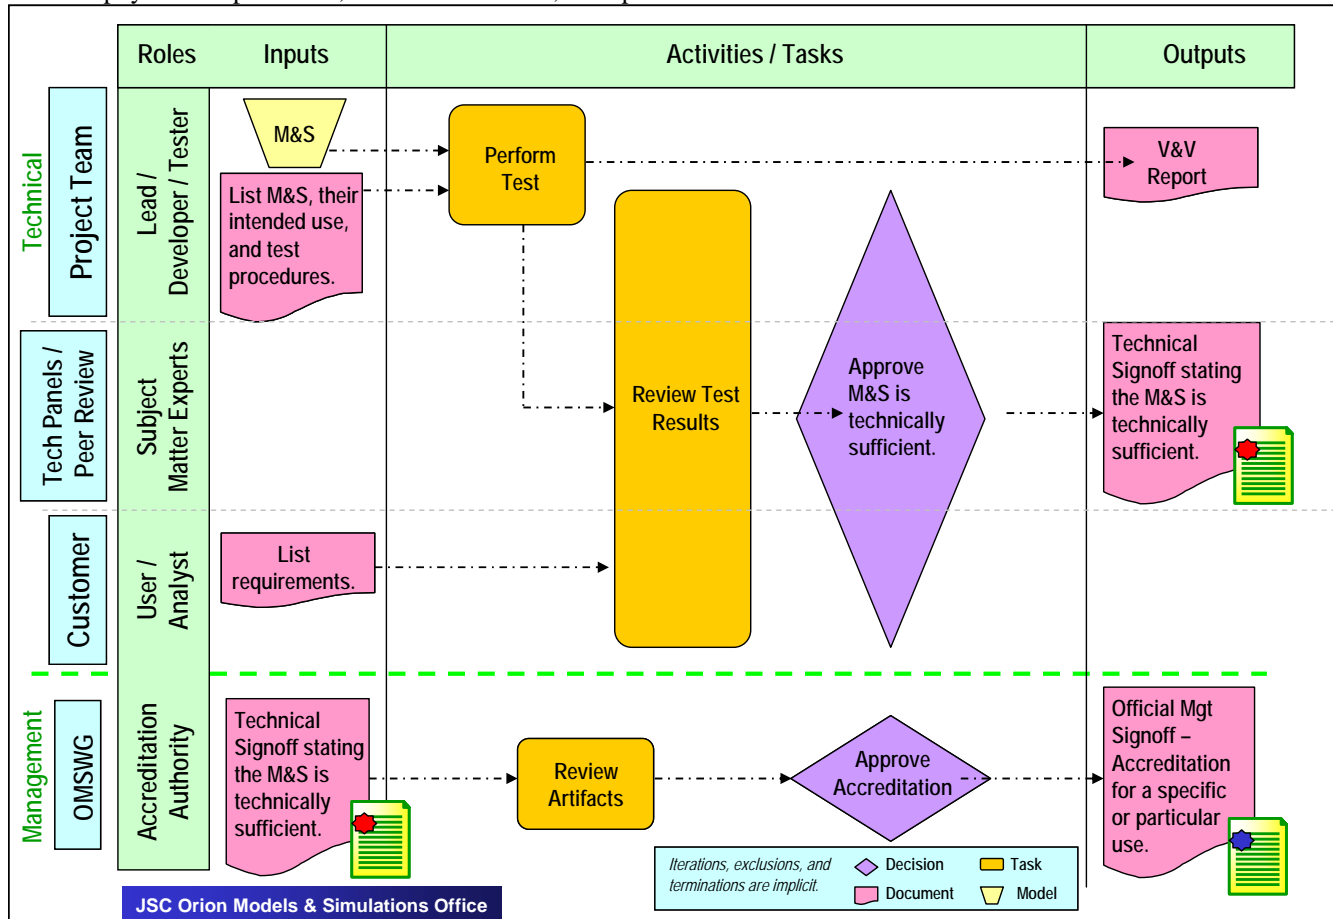 Roles
Inputs
Activities / Tasks
Outputs
Technical
Project Team
Lead /
Developer / Tester
M&S
List M&S, their
intended use,
and test
procedures.
Perform
Test
V&V
Report
Tech Panels /
Peer Review
Subject
Matter Experts
Review Test
Results
Approve
M&S is
technically
sufficient.
Technical
Signoff stating
the M&S is
technically
sufficient.
Customer
User /
Analyst
List
requirements.
Management
OMSWG
Accreditation
Authority
Technical
Signoff stating
the M&S is
technically
sufficient.
Review
Artifacts
Approve
Accreditation
Official Mgt
Signoff –
Accreditation
for a specific
or particular
use.
Iterations, exclusions, and
terminations are implicit.
Decision
Task
Document
Model
JSC Orion Models & Simulations Office